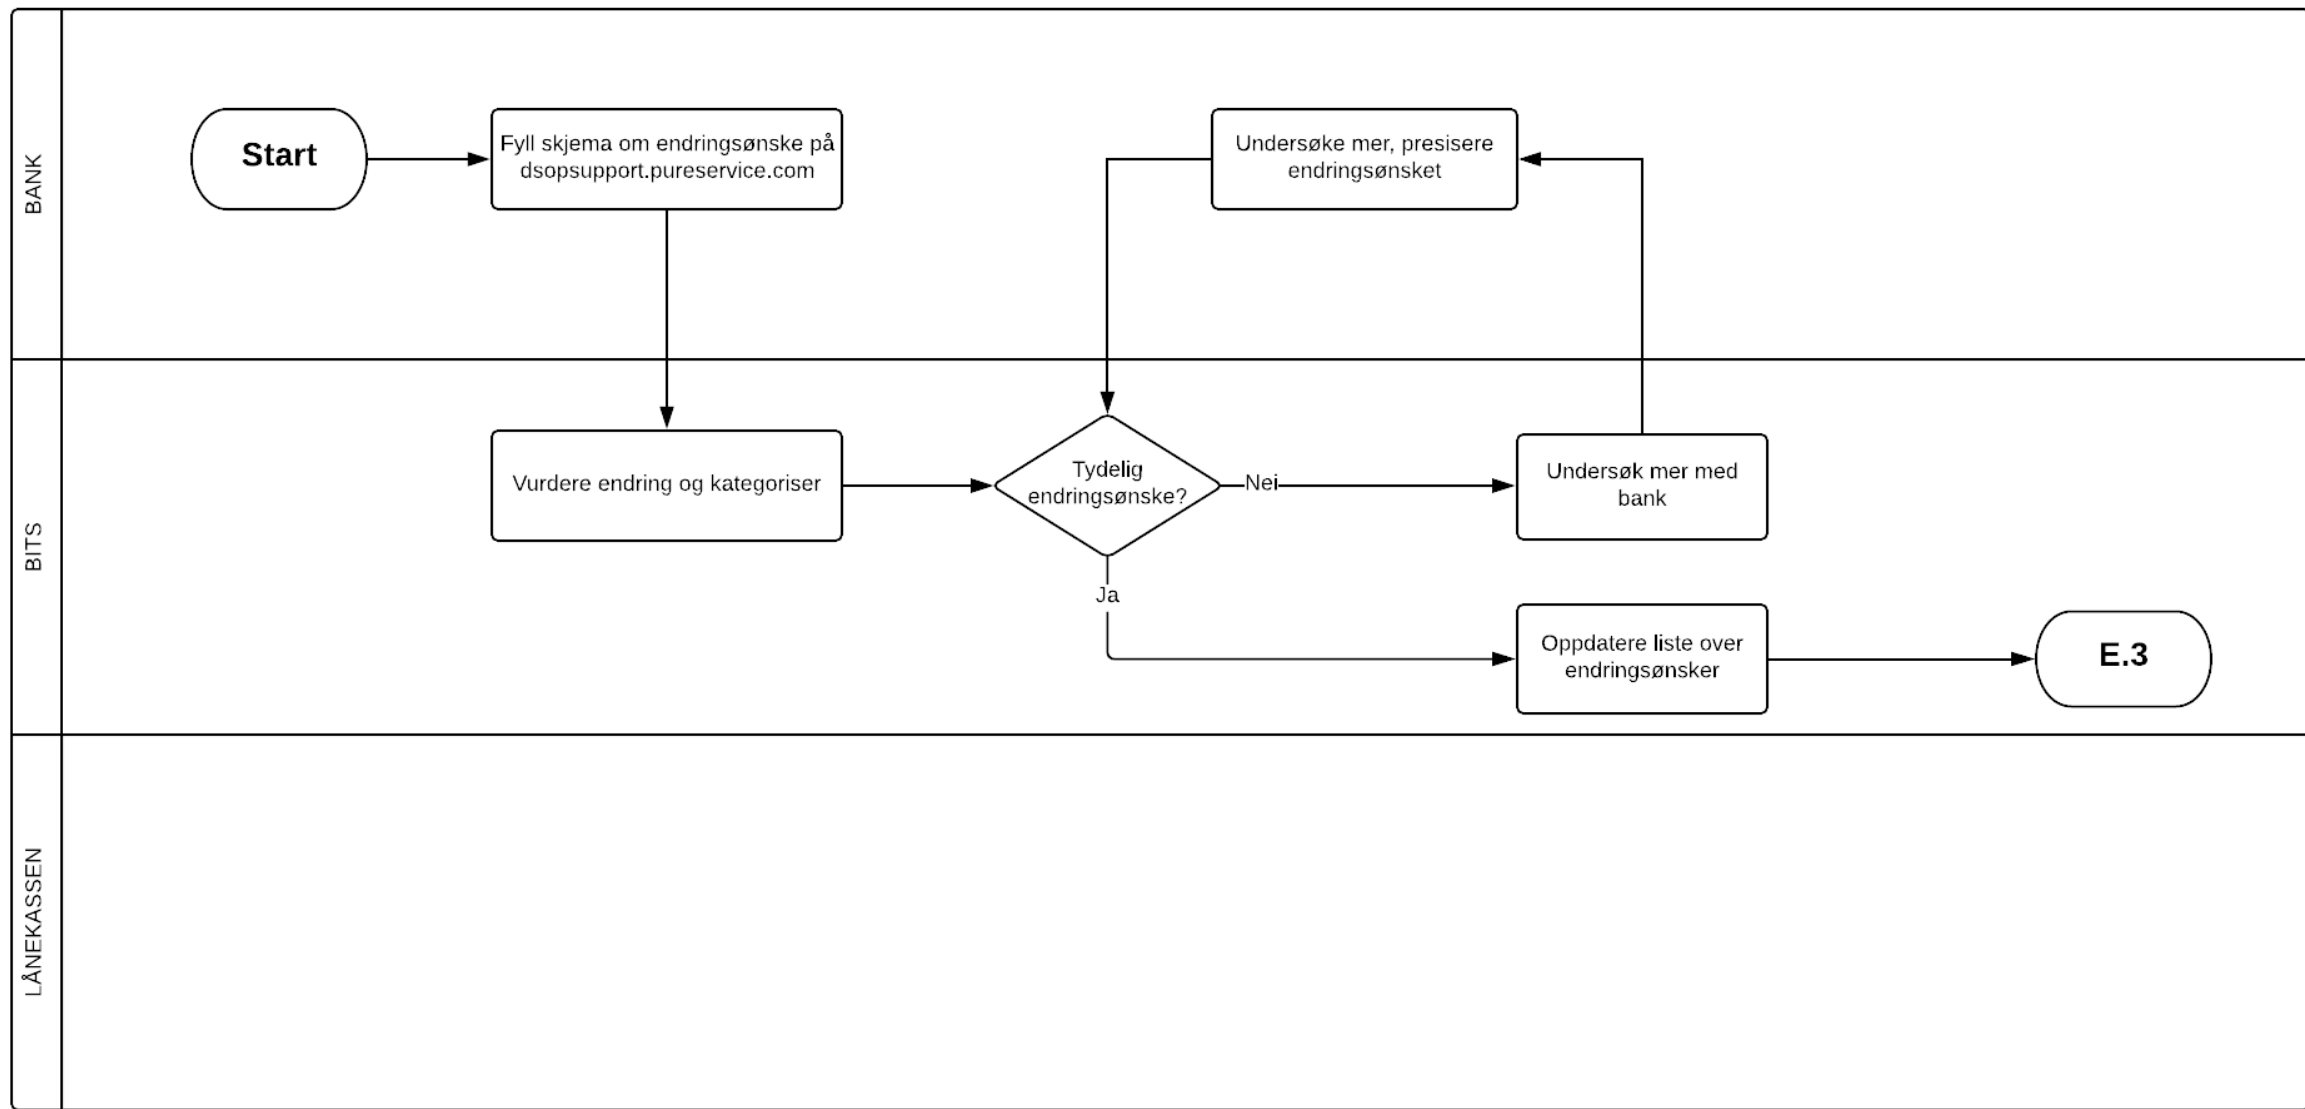 BANK
Start
Fyll skjema om endringsønske på
dsopsupport.pureservice.com
Undersøke mer, presisere
endringsønsket
BITS
Vurdere endring og kategoriser
Tydelig
endringsønske?
Nei
Undersøk mer med
bank
Ja
Oppdatere liste over
endringsønsker
E.3
LÅNEKASSEN